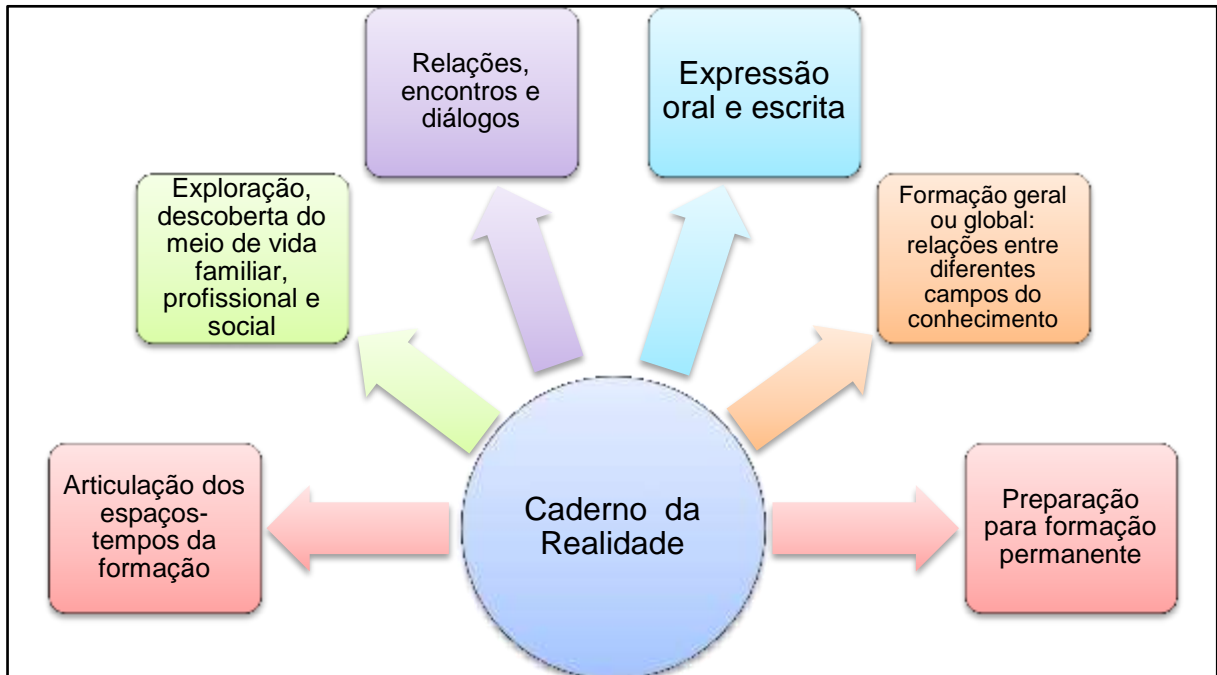 Relações,
encontros e
diálogos
Expressão
oral e escrita
Exploração,
descoberta do
meio de vida
familiar,
profissional e
social
Formação geral
ou global:
relações entre
diferentes
campos do
conhecimento
Articulação dos
espaços-
tempos da
formação
Caderno da
Realidade
Preparação
para formação
permanente